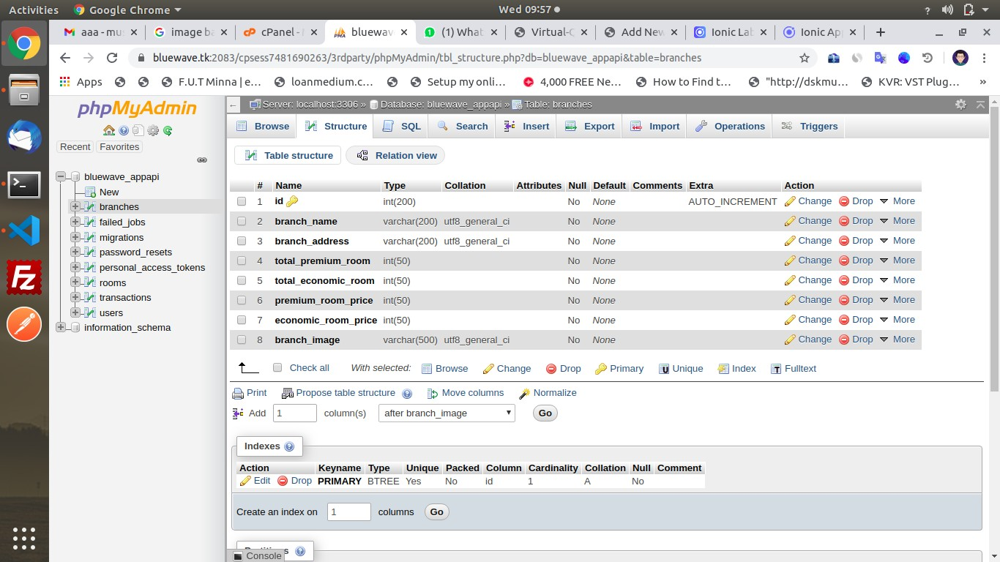 Activities Google Chrome Wed 09:57 ?
aaa - mus image ba cPanel - bluewave (1) What Virtual-C Add New Ionic Lab Ionic App
bluewave.tk:2083/cpsess7481690263/3rdparty/phpMyAdmin/tbl_structure.php?db=bluewave_appapi&table=branches
Apps F.U.T Minna | e... loanmedium.c... Setup my onli... 4,000 FREE Ne... How to Find t... "http://dskmu... KVR: VST Plug... »
phpMyAdmin
Recent Favorites
bluewave_appapi
New
branches
failed_jobs
migrations
password_resets
personal_access_tokens
rooms
transactions
users
information_schema
Server: localhost:3306 » Database: bluewave_appapi » Table: branches
Browse Structure SQL Search Insert Export Import Operations Triggers
Table structure Relation view
# Name Type Collation Attributes Null Default Comments Extra Action
1 id int(200) No None AUTO_INCREMENT Change Drop More
2 branch_name varchar(200) utf8_general_ci No None Change Drop More
3 branch_address varchar(200) utf8_general_ci No None Change Drop More
4 total_premium_room int(50) No None Change Drop More
5 total_economic_room int(50) No None Change Drop More
6 premium_room_price int(50) No None Change Drop More
7 economic_room_price int(50) No None Change Drop More
8 branch_image varchar(500) utf8_general_ci No None Change Drop More
Check all With selected: Browse Change Drop Primary Unique Index Fulltext
Print Propose table structure Move columns Normalize
Add 1 column(s) after branch_image Go
Indexes
Action Keyname Type Unique Packed Column Cardinality Collation Null Comment
Edit Drop PRIMARY BTREE Yes No id 1 A No
Create an index on 1 columns Go
Console